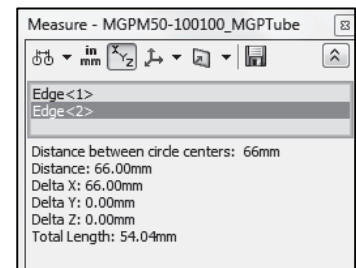 Measure - MGPM50-100100_MGPTube
in
mm
XYZ
Edge<1>
Edge<2>
Distance between circle centers: 66mm
Distance: 66.00mm
Delta X: 66.00mm
Delta Y: 0.00mm
Delta Z: 0.00mm
Total Length: 54.04mm